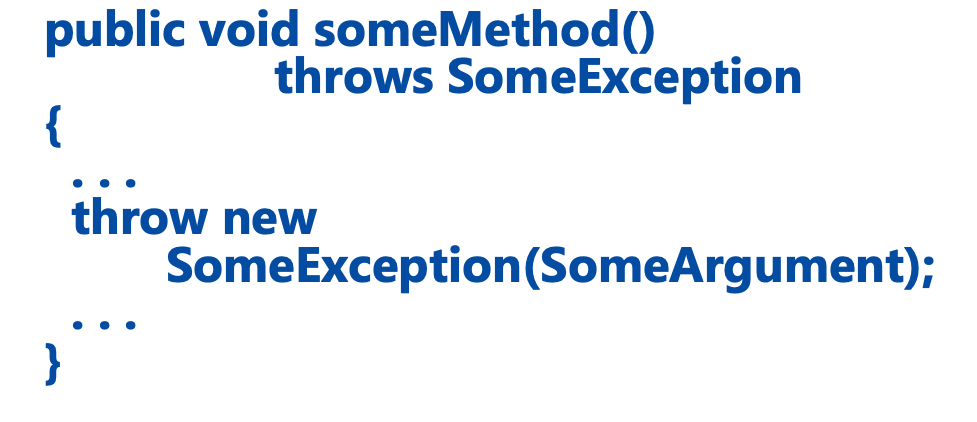 public void someMethod()
throws SomeException
{
. . .
throw new
SomeException(SomeArgument);
. . .
}